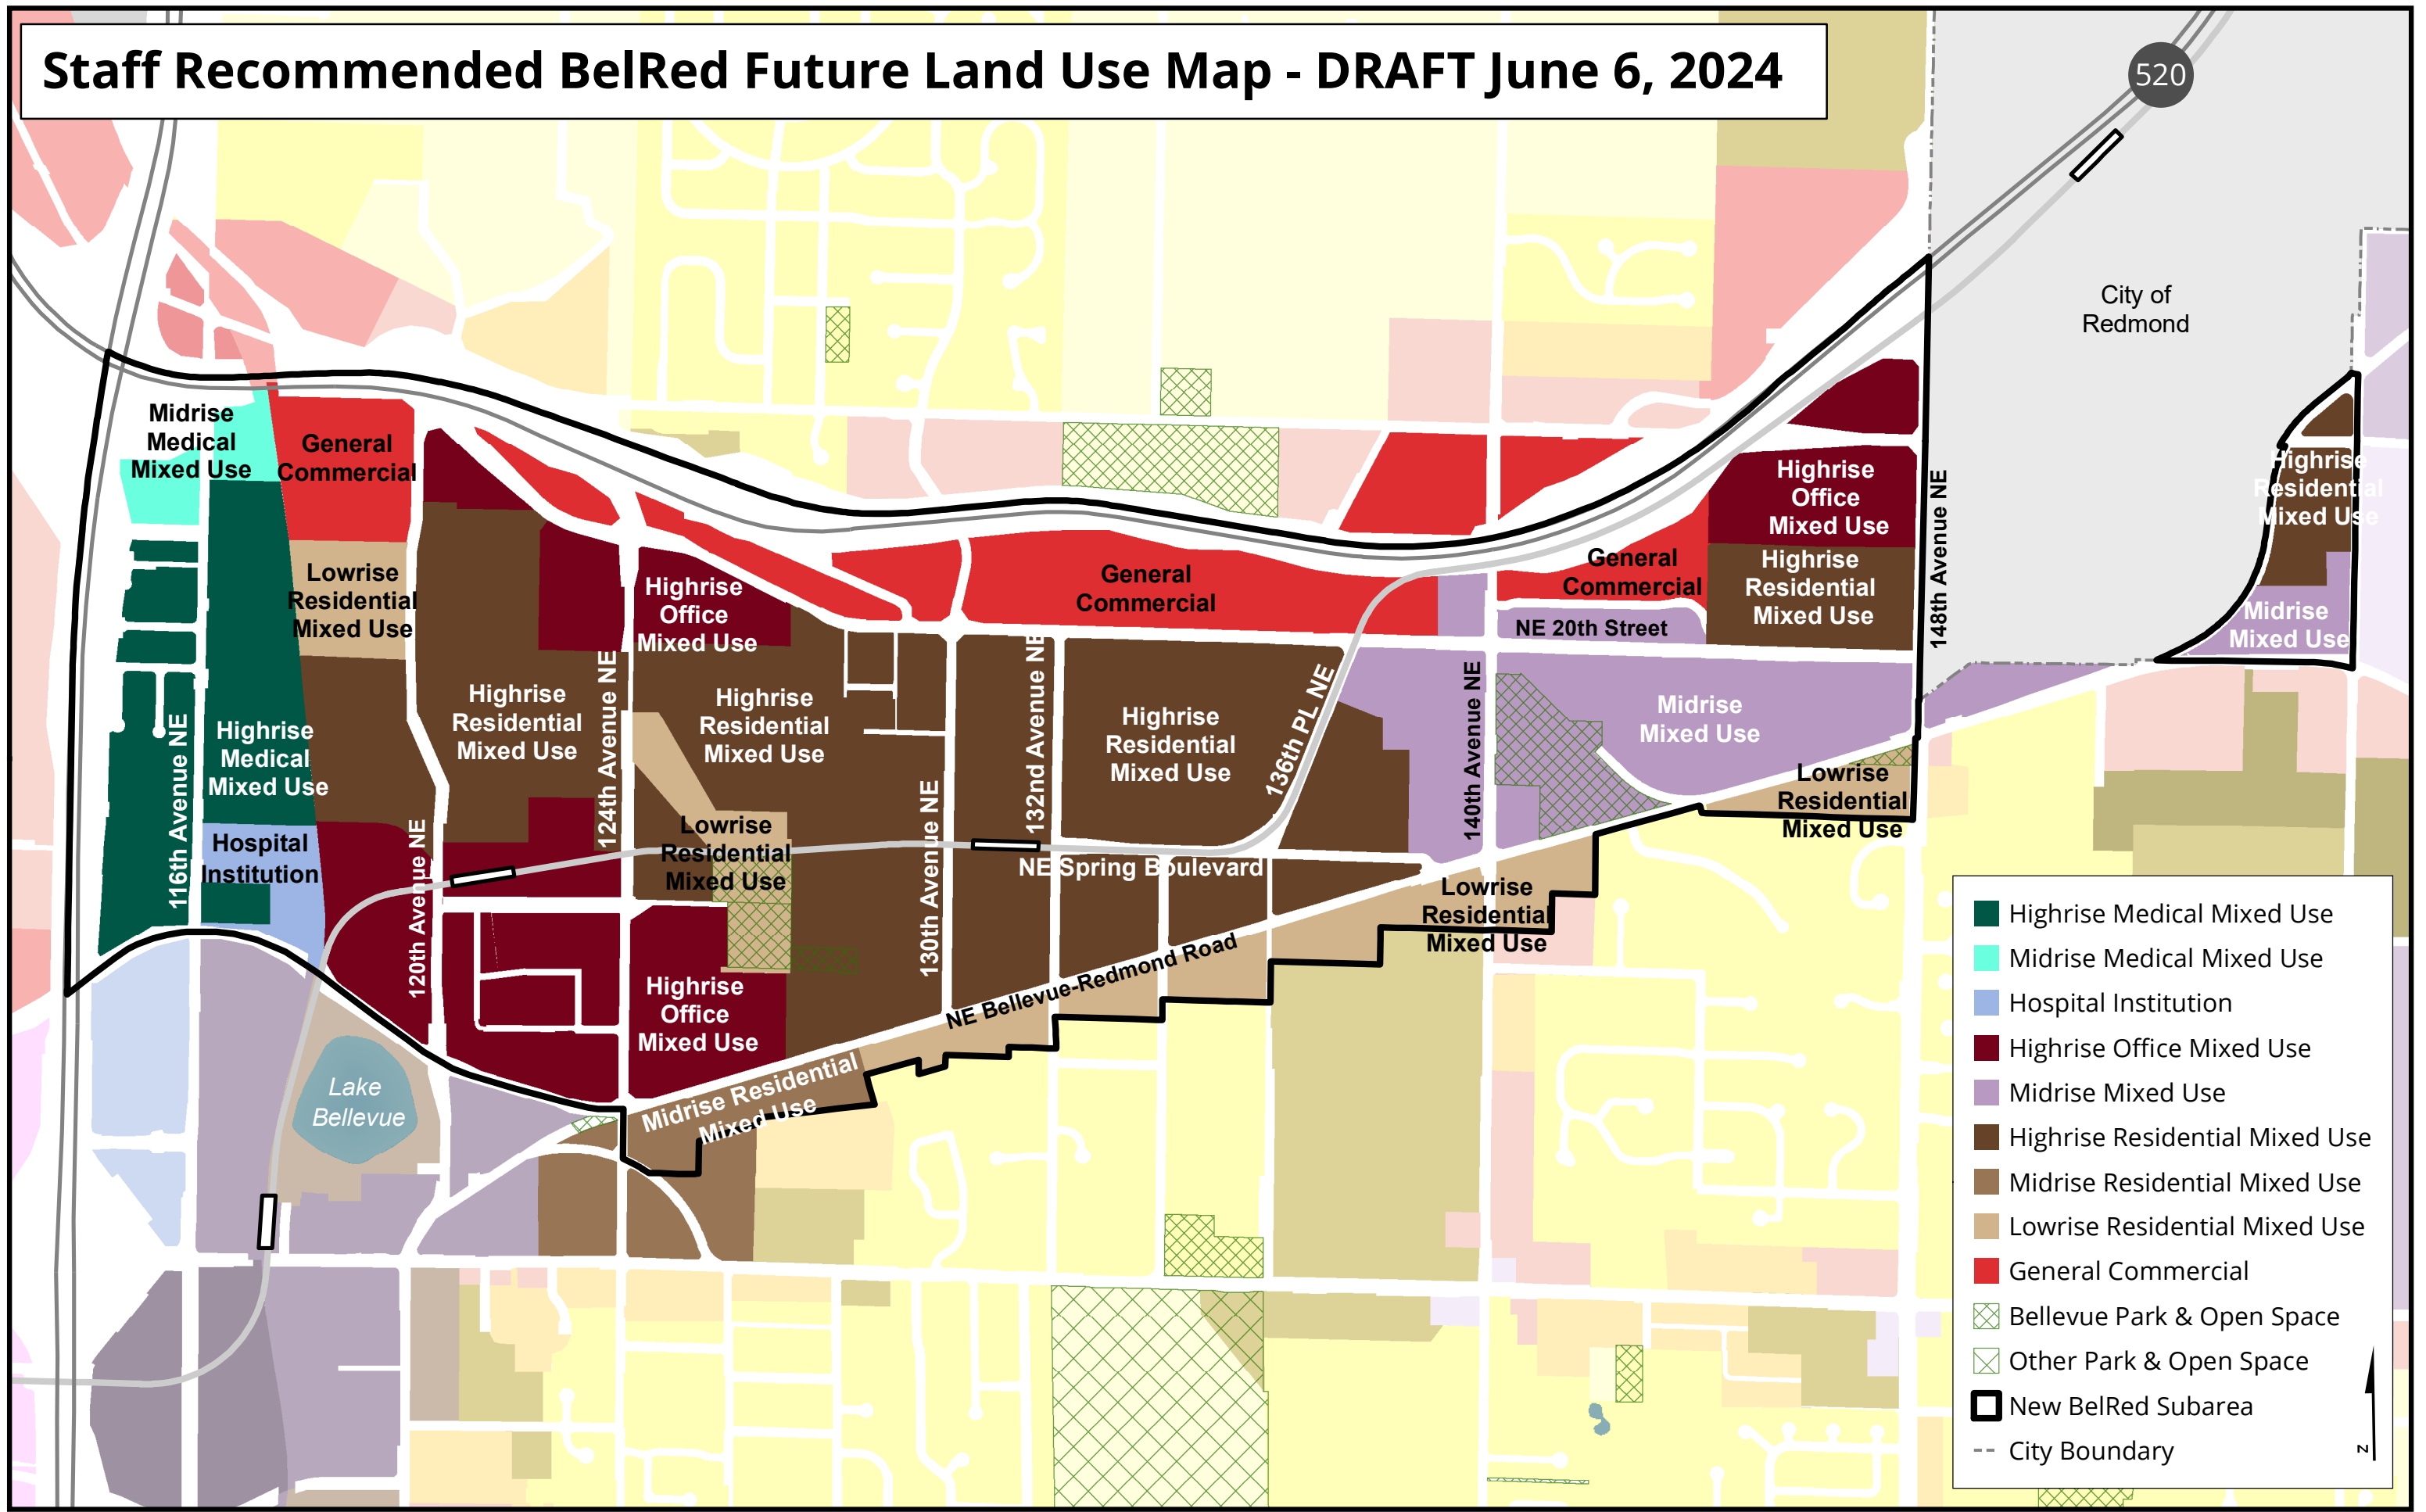 Staff Recommended BelRed Future Land Use Map - DRAFT June 6, 2024
520
City of
Redmond
Midrise
Medical
Mixed Use
General
Commercial
Lowrise
Residential
Mixed Use
Highrise
Office
Mixed Use
General
Commercial
General
Commercial
Highrise
Office
Mixed Use
Highrise
Residential
Mixed Use
148th Avenue NE
Highrise
Residential
Mixed Use
Midrise
Mixed Use
NE 20th Street
116th Avenue NE
Highrise
Medical
Mixed Use
Highrise
Residential
Mixed Use
124th Avenue NE
Highrise
Residential
Mixed Use
132nd Avenue NE
Highrise
Residential
Mixed Use
136th PL NE
140th Avenue NE
Midrise
Mixed Use
Lowrise
Residential
Mixed Use
Hospital
Institution
120th Avenue NE
Lowrise
Residential
Mixed Use
130th Avenue NE
NE Spring Boulevard
Lowrise
Residential
Mixed Use
NE Bellevue-Redmond Road
Highrise
Office
Mixed Use
Midrise Residential
Mixed Use
Lake
Bellevue
Highrise Medical Mixed Use
Midrise Medical Mixed Use
Hospital Institution
Highrise Office Mixed Use
Midrise Mixed Use
Highrise Residential Mixed Use
Midrise Residential Mixed Use
Lowrise Residential Mixed Use
General Commercial
Bellevue Park & Open Space
Other Park & Open Space
New BelRed Subarea
City Boundary
N